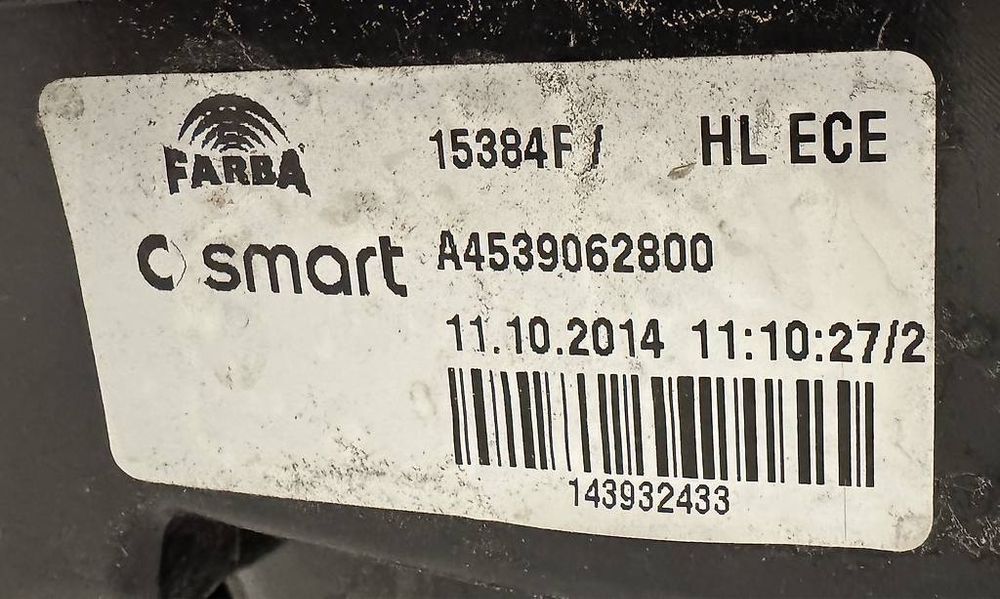 FARBA 15384F / HL ECE
smart A4539062800
11.10.2014 11:10:27/2
143932433